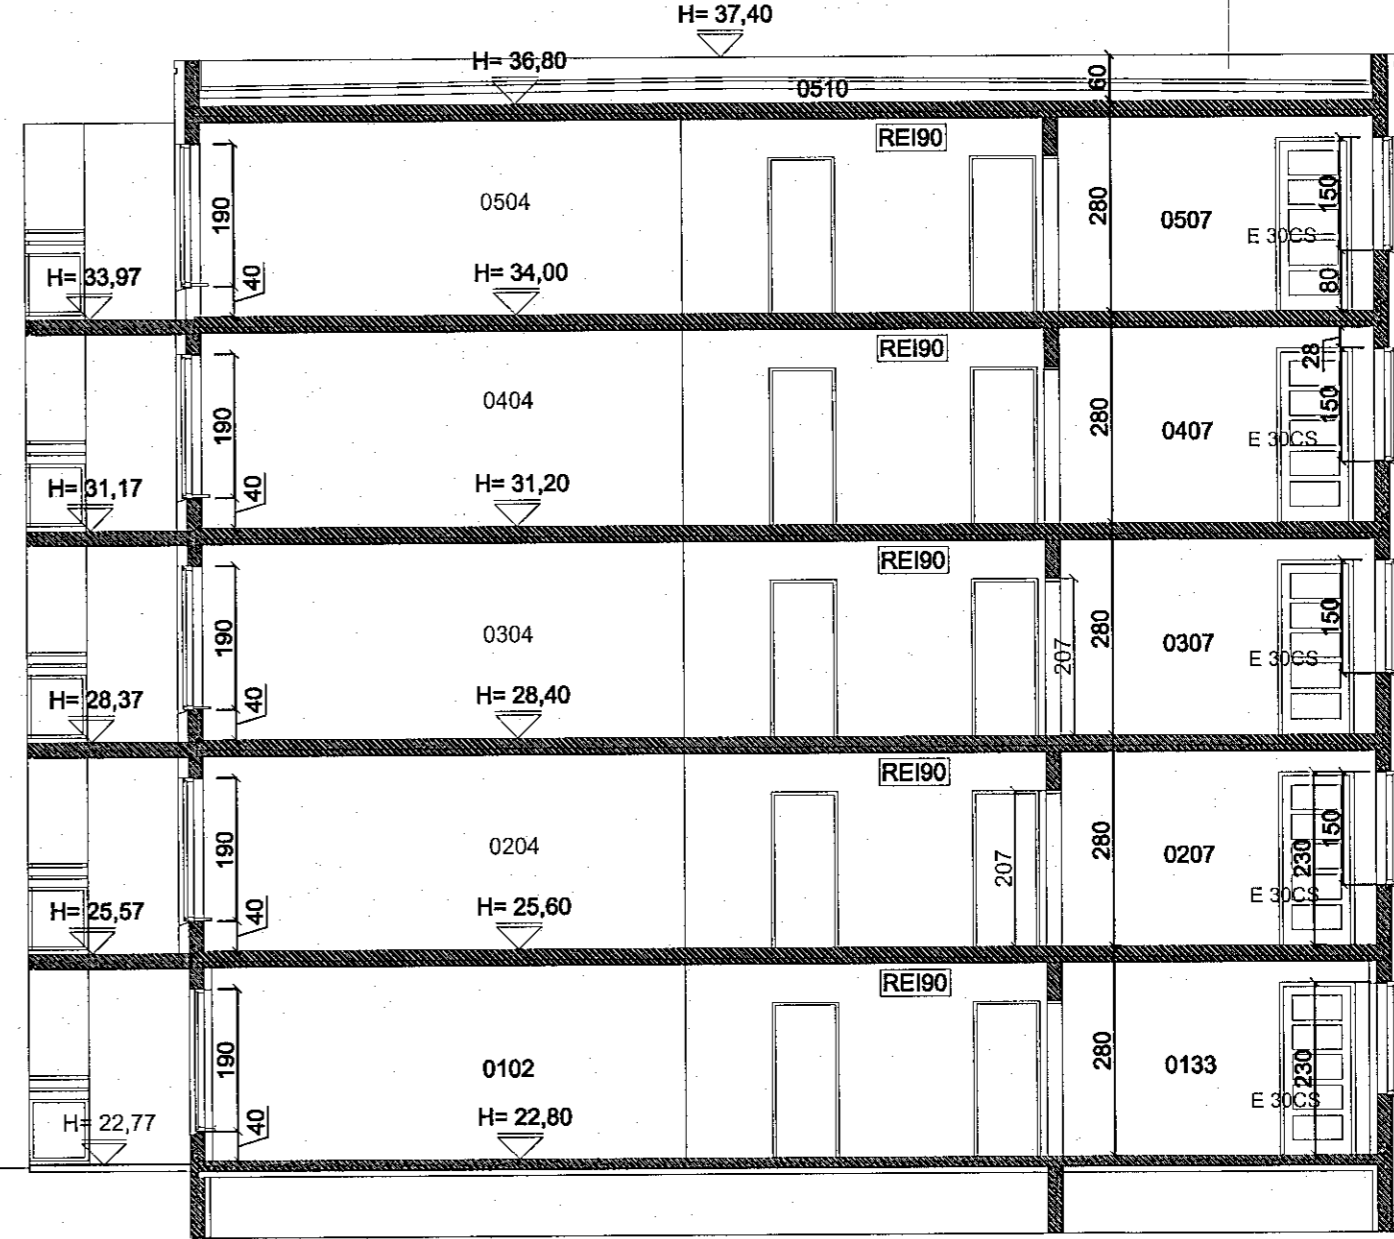 H= 37,40
H= 36,80
0510
60
REI90
190
0504
280
0507
150
E 30CS
H= 33,97
40
H= 34,00
80
REI90
28
190
0404
280
0407
150
E 30CS
H= 31,17
40
H= 31,20
REI90
190
0304
207
280
0307
150
E 30CS
H= 28,37
40
H= 28,40
REI90
190
0204
207
280
0207
230
150
E 30CS
H= 25,57
40
H= 25,60
REI90
190
0102
280
0133
230
E 30CS
H= 22,77
40
H= 22,80